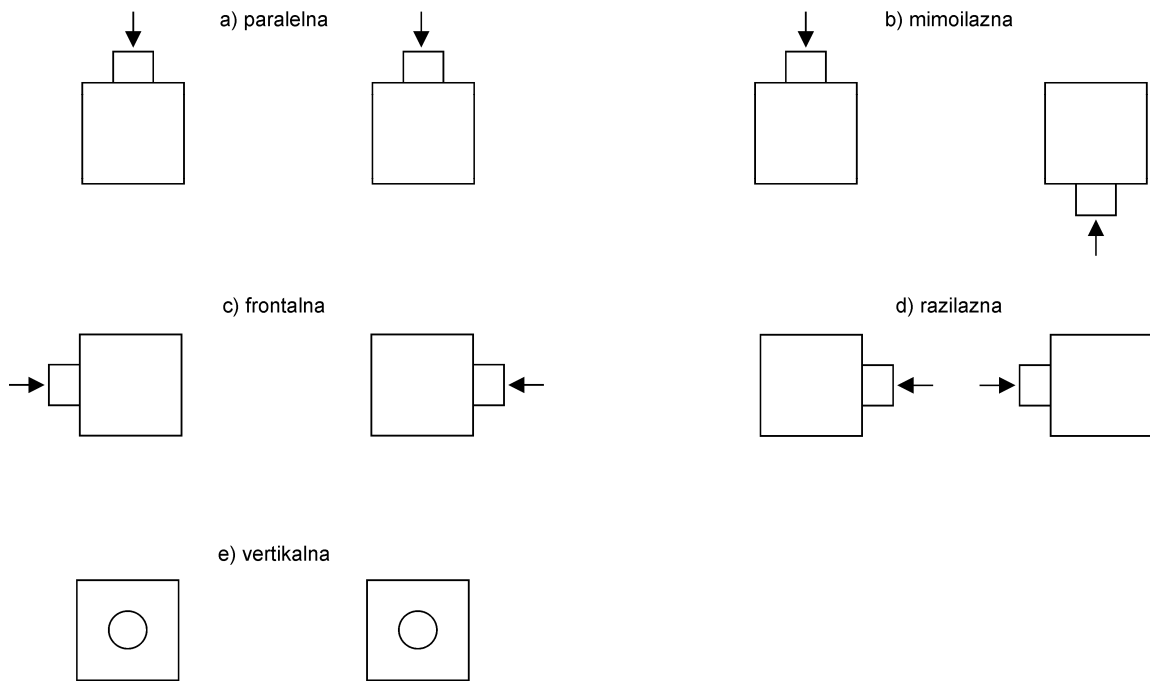 a) paralelna
b) mimoilazna
c) frontalna
d) razilazna
e) vertikalna